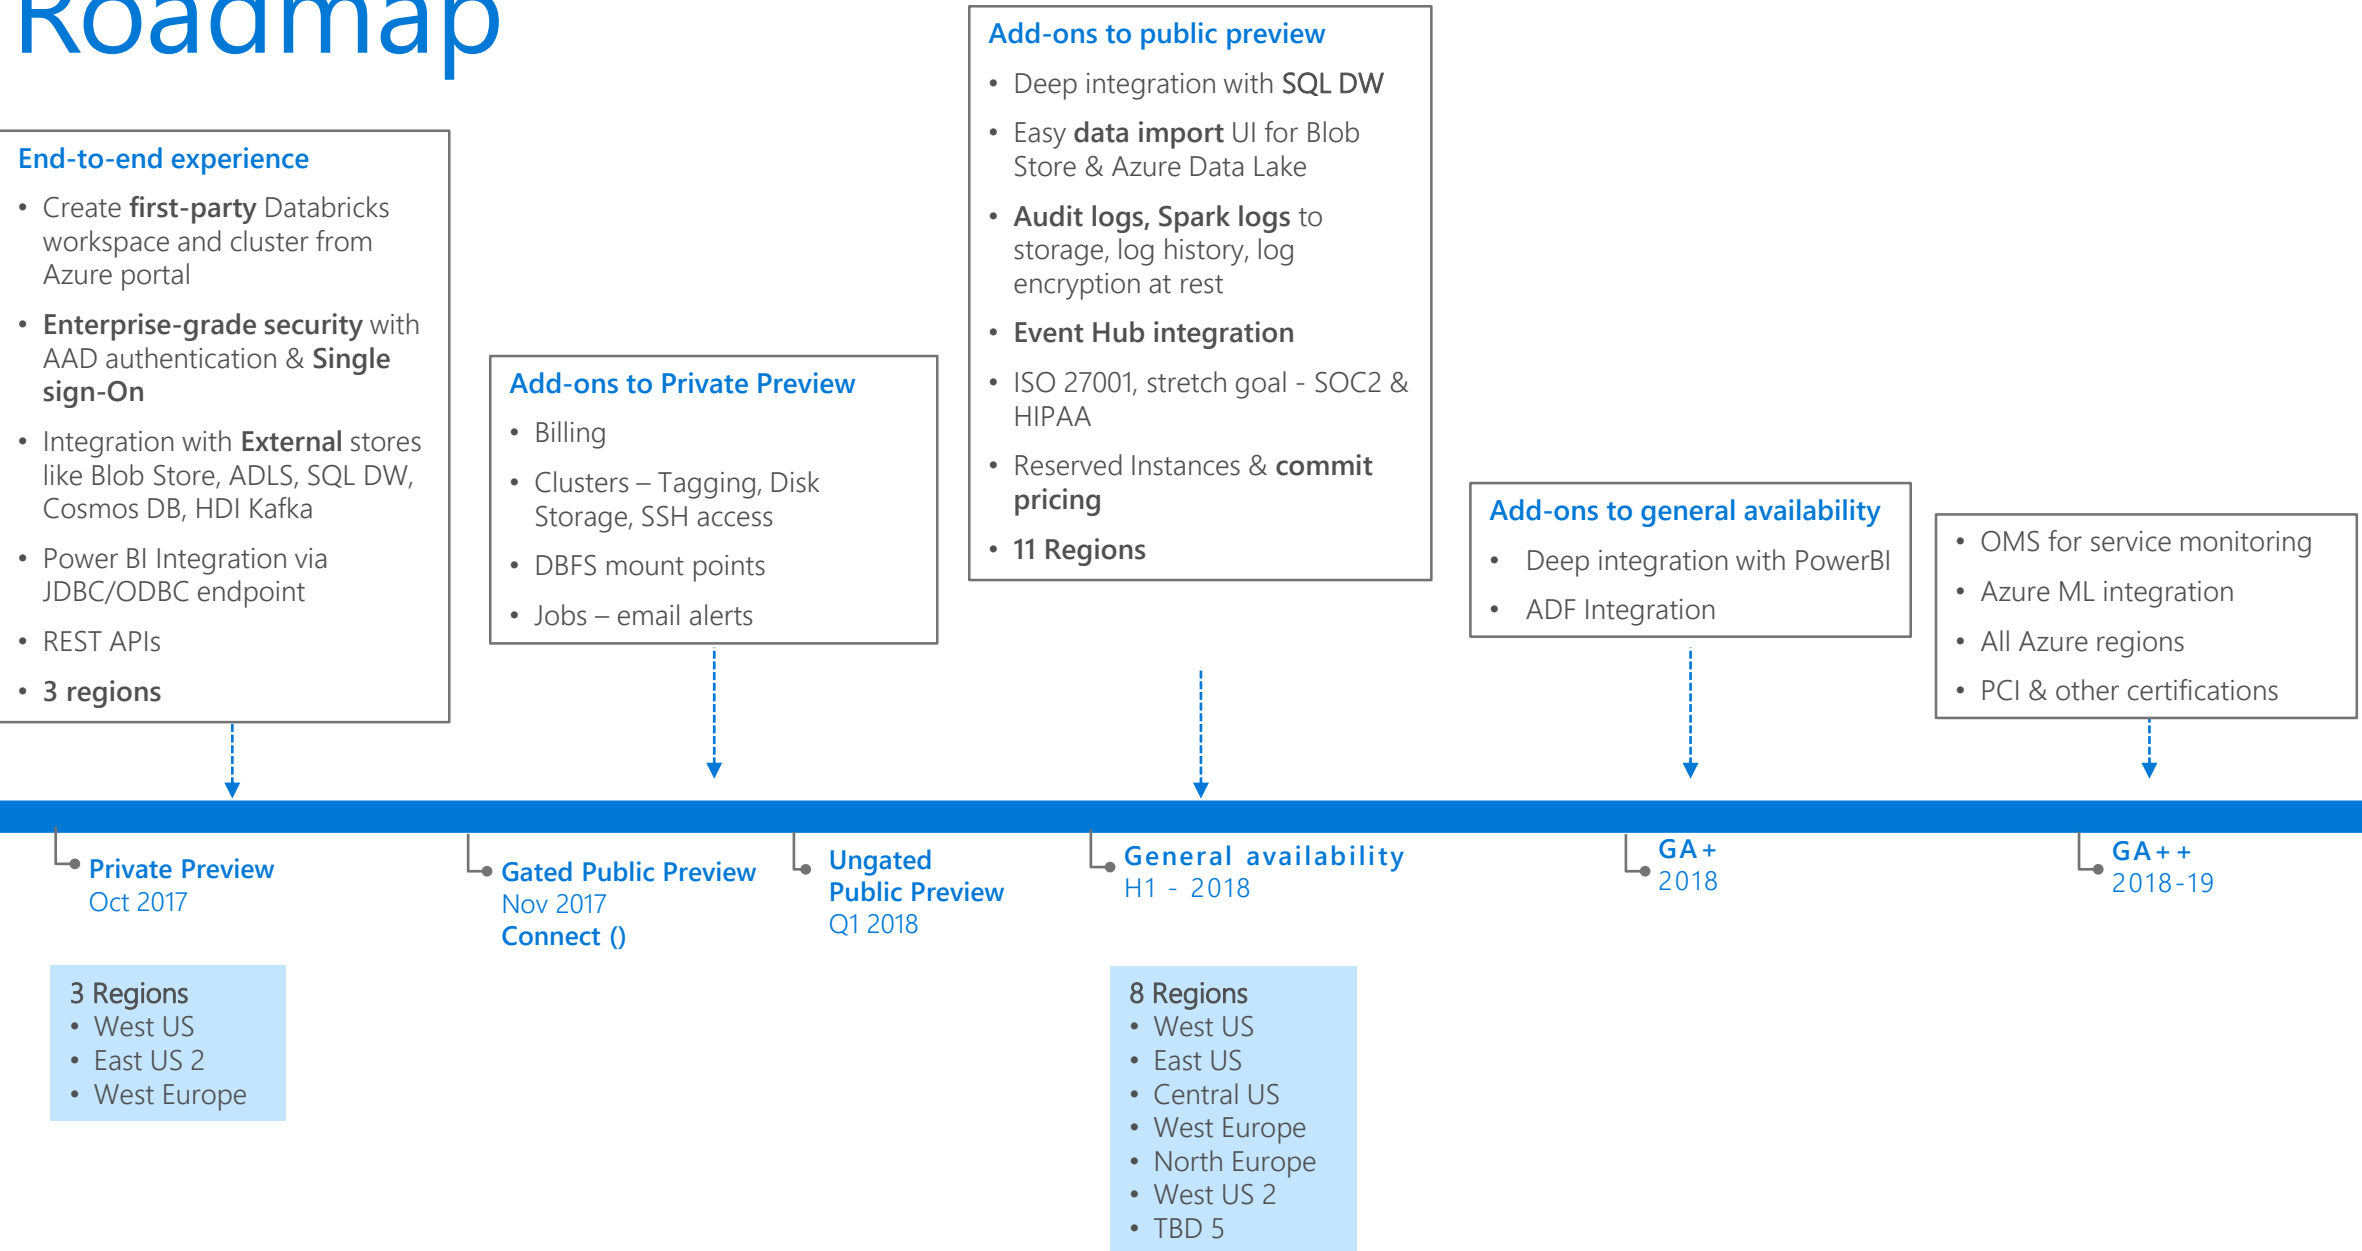 Roadmap
End-to-end experience
• Create first-party Databricks
workspace and cluster from
Azure portal
• Enterprise-grade security with
AAD authentication & Single
sign-On
• Integration with External stores
like Blob Store, ADLS, SQL DW,
Cosmos DB, HDI Kafka
• Power BI Integration via
JDBC/ODBC endpoint
• REST APIs
• 3 regions
Add-ons to Private Preview
• Billing
• Clusters – Tagging, Disk
Storage, SSH access
• DBFS mount points
• Jobs – email alerts
Add-ons to public preview
• Deep integration with SQL DW
• Easy data import UI for Blob
Store & Azure Data Lake
• Audit logs, Spark logs to
storage, log history, log
encryption at rest
• Event Hub integration
• ISO 27001, stretch goal - SOC2 &
HIPAA
• Reserved Instances & commit
pricing
• 11 Regions
Add-ons to general availability
• Deep integration with PowerBI
• ADF Integration
• OMS for service monitoring
• Azure ML integration
• All Azure regions
• PCI & other certifications
Private Preview
Oct 2017
Gated Public Preview
Nov 2017
Connect ()
Ungated
Public Preview
Q1 2018
General availability
H1 - 2018
GA+
2018
GA++
2018-19
3 Regions
• West US
• East US 2
• West Europe
8 Regions
• West US
• East US
• Central US
• West Europe
• North Europe
• West US 2
• TBD 5